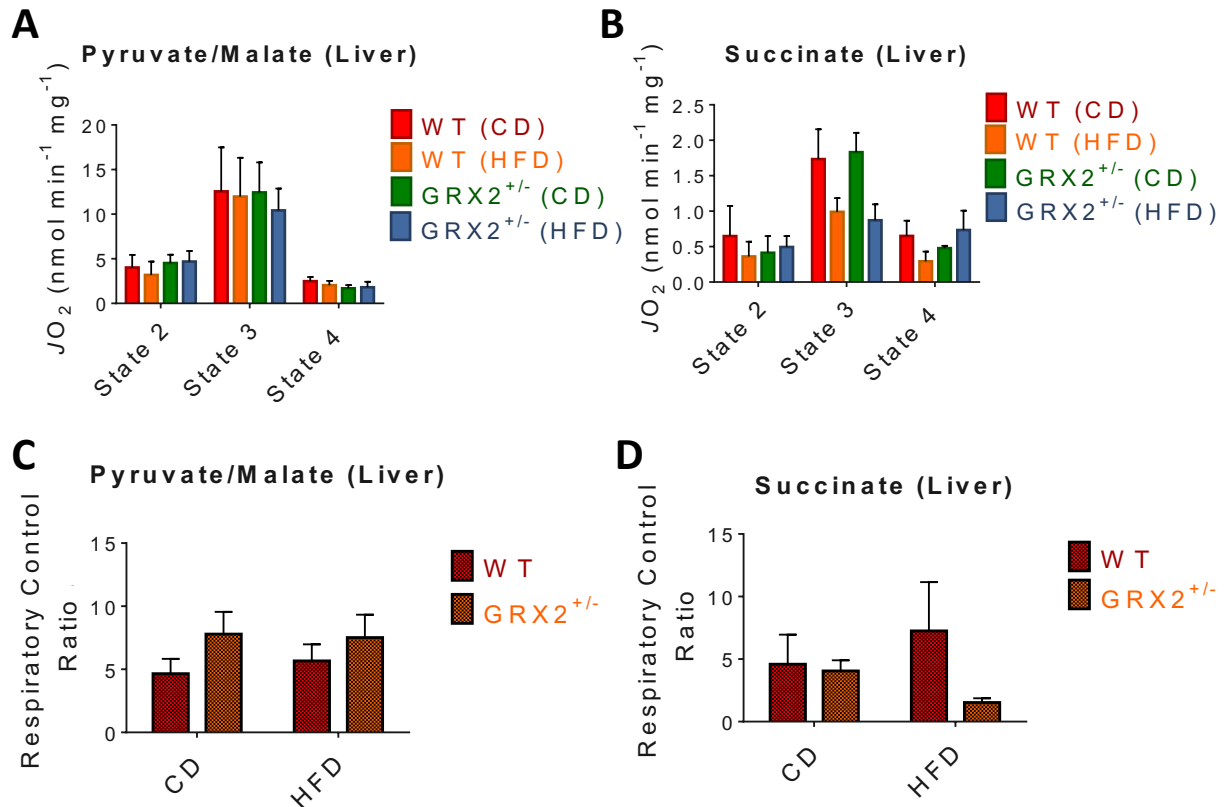 A
Pyruvate/Malate (Liver)
JO₂ (nmol min⁻¹ mg⁻¹)
20
15
10
5
0
State 2
State 3
State 4
WT (CD)
WT (HFD)
GRX2⁺/⁻ (CD)
GRX2⁺/⁻ (HFD)
B
Succinate (Liver)
JO₂ (nmol min⁻¹ mg⁻¹)
2.5
2.0
1.5
1.0
0.5
0.0
State 2
State 3
State 4
WT (CD)
WT (HFD)
GRX2⁺/⁻ (CD)
GRX2⁺/⁻ (HFD)
C
Pyruvate/Malate (Liver)
Respiratory Control
Ratio
15
10
5
0
CD
HFD
WT
GRX2⁺/⁻
D
Succinate (Liver)
Respiratory Control
Ratio
15
10
5
0
CD
HFD
WT
GRX2⁺/⁻